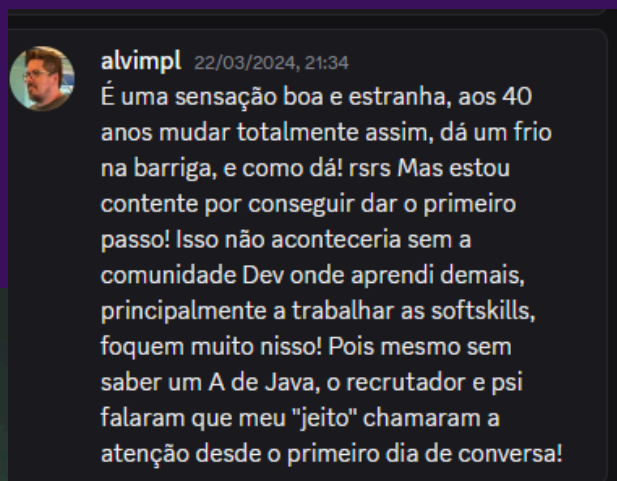 alvimpl 22/03/2024, 21:34
É uma sensação boa e estranha, aos 40
anos mudar totalmente assim, dá um frio
na barriga, e como dá! rsrs Mas estou
contente por conseguir dar o primeiro
passo! Isso não aconteceria sem a
comunidade Dev onde aprendi demais,
principalmente a trabalhar as softskills,
foquem muito nisso! Pois mesmo sem
saber um A de Java, o recrutador e psi
falaram que meu "jeito" chamaram a
atenção desde o primeiro dia de conversa!